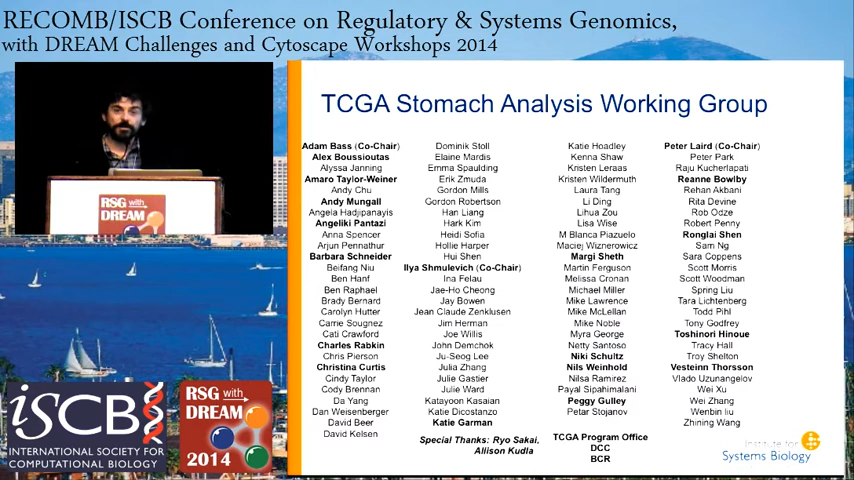 RECOMB/ISCB Conference on Regulatory & Systems Genomics,
with DREAM Challenges and Cytoscape Workshops 2014
RSG with
DREAM
TCGA Stomach Analysis Working Group
Adam Bass (Co-Chair)
Alex Boussioutas
Alyssa Janning
Amaro Taylor-Weiner
Andy Chu
Andy Mungall
Angela Hadjipanayis
Angeliki Pantazi
Anna Spencer
Arjun Pennathur
Barbara Schneider
Beifang Niu
Ben Hanf
Ben Raphael
Brady Bernard
Carolyn Hutter
Carrie Sougnez
Cati Crawford
Charles Rabkin
Chris Pierson
Christina Curtis
Cindy Taylor
Cody Brennan
Da Yang
Dan Weisenberger
David Beer
David Kelsen
Dominik Stoll
Elaine Mardis
Emma Spaulding
Erik Zmuda
Gordon Mills
Gordon Robertson
Han Liang
Hark Kim
Heidi Sofia
Hollie Harper
Hui Shen
Ilya Shmulevich (Co-Chair)
Ina Felau
Jae-Ho Cheong
Jay Bowen
Jean Claude Zenklusen
Jim Herman
Joe Willis
John Demchok
Ju-Seog Lee
Julia Zhang
Julie Gastier
Julie Ward
Katayoon Kasaian
Katie Dicostanzo
Katie Garman
Katie Hoadley
Kenna Shaw
Kristen Leraas
Kristen Wildermuth
Laura Tang
Li Ding
Lihua Zou
Lisa Wise
M Blanca Piazuelo
Maciej Wiznerowicz
Margi Sheth
Martin Ferguson
Melissa Cronan
Michael Miller
Mike Lawrence
Mike McLellan
Mike Noble
Myra George
Netty Santoso
Niki Schultz
Nils Weinhold
Nilsa Ramirez
Payal Sipahimalani
Peggy Gulley
Petar Stojanov
Peter Laird (Co-Chair)
Peter Park
Raju Kucherlapati
Reanne Bowlby
Rehan Akbani
Rita Devine
Rob Odze
Robert Penny
Ronglai Shen
Sam Ng
Sara Coppens
Scott Morris
Scott Woodman
Spring Liu
Tara Lichtenberg
Todd Pihl
Tony Godfrey
Toshinori Hinoue
Tracy Hall
Troy Shelton
Vesteinn Thorsson
Vlado Uzunangelov
Wei Xu
Wei Zhang
Wenbin liu
Zhining Wang
Special Thanks: Ryo Sakai,
Allison Kudla
TCGA Program Office
DCC
BCR
Institute for
Systems Biology
iSCB
INTERNATIONAL SOCIETY FOR
COMPUTATIONAL BIOLOGY
RSG with
DREAM
2014